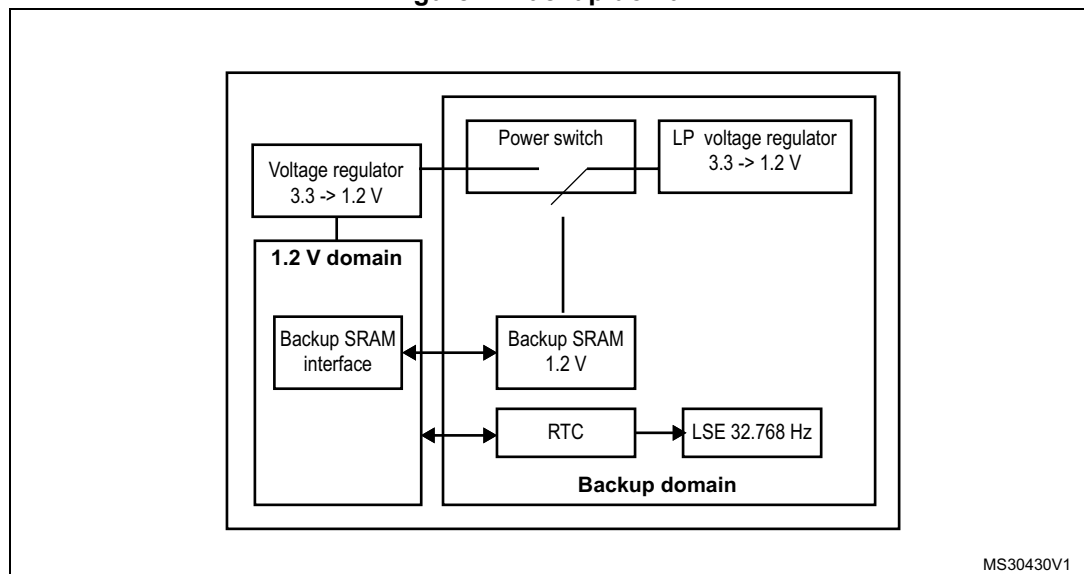 Power switch
LP voltage regulator
3.3 -> 1.2 V
Voltage regulator
3.3 -> 1.2 V
1.2 V domain
Backup SRAM
interface
Backup SRAM
1.2 V
RTC
LSE 32.768 Hz
Backup domain
MS30430V1